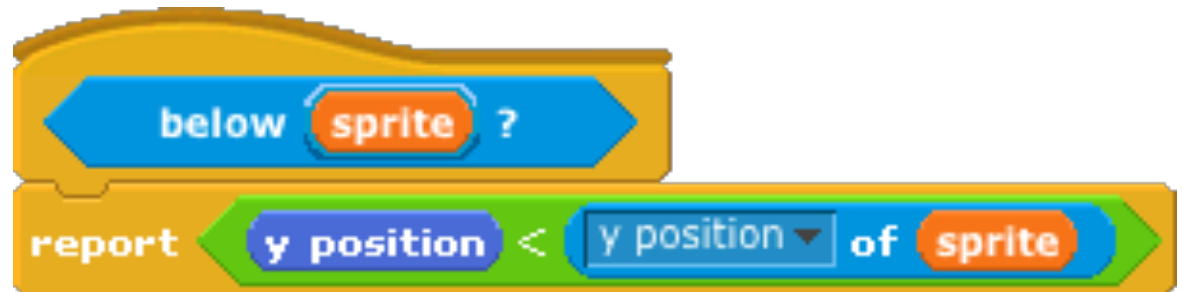 below sprite ?
report y position < y position of sprite